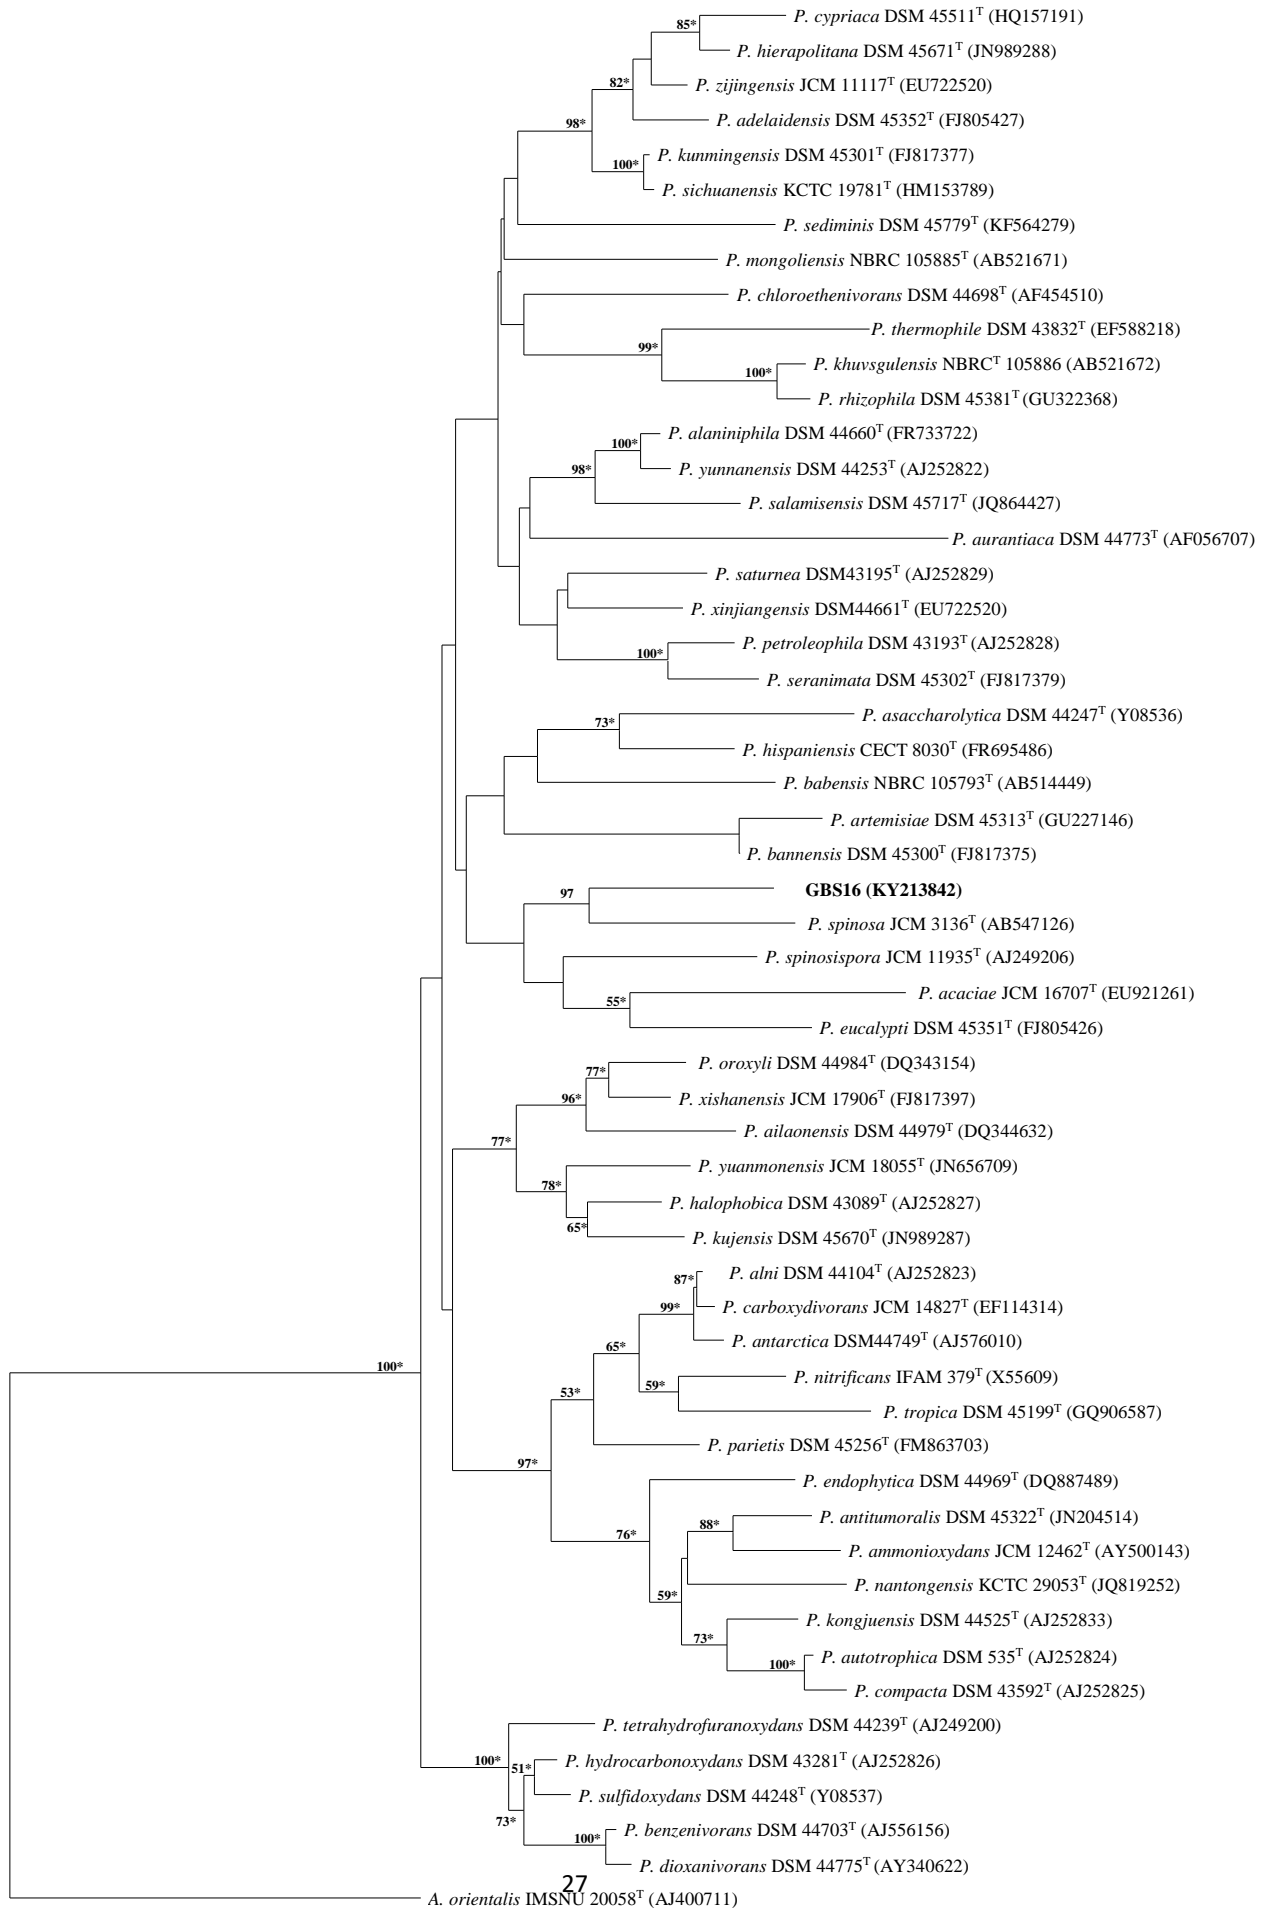 P. cypriaca DSM 45511T (HQ157191)
85*
P. hierapolitana DSM 45671T (JN989288)
82*
P. zijingensis JCM 11117T (EU722520)
P. adelaidensis DSM 45352T (FJ805427)
98*
P. kunmingensis DSM 45301T (FJ817377)
100*
P. sichuanensis KCTC 19781T (HM153789)
P. sediminis DSM 45779T (KF564279)
P. mongoliensis NBRC 105885T (AB521671)
P. chloroethenivorans DSM 44698T (AF454510)
P. thermophile DSM 43832T (EF588218)
99*
P. khuvsgulensis NBRCT 105886 (AB521672)
100*
P. rhizophila DSM 45381T (GU322368)
P. alaniniphila DSM 44660T (FR733722)
100*
98*
P. yunnanensis DSM 44253T (AJ252822)
P. salamisensis DSM 45717T (JQ864427)
P. aurantiaca DSM 44773T (AF056707)
P. saturnea DSM43195T (AJ252829)
P. xinjiangensis DSM44661T (EU722520)
P. petroleophila DSM 43193T (AJ252828)
100*
P. seranimata DSM 45302T (FJ817379)
P. asaccharolytica DSM 44247T (Y08536)
73*
P. hispaniensis CECT 8030T (FR695486)
P. babensis NBRC 105793T (AB514449)
P. artemisiae DSM 45313T (GU227146)
P. bannensis DSM 45300T (FJ817375)
97
GBS16 (KY213842)
P. spinosa JCM 3136T (AB547126)
P. spinosispora JCM 11935T (AJ249206)
P. acaciae JCM 16707T (EU921261)
55*
P. eucalypti DSM 45351T (FJ805426)
P. oroxyli DSM 44984T (DQ343154)
77*
96*
P. xishanensis JCM 17906T (FJ817397)
P. ailaonensis DSM 44979T (DQ344632)
77*
P. yuanmonensis JCM 18055T (JN656709)
78*
P. halophobica DSM 43089T (AJ252827)
65*
P. kujensis DSM 45670T (JN989287)
P. alni DSM 44104T (AJ252823)
87*
99*
P. carboxydivorans JCM 14827T (EF114314)
65*
P. antarctica DSM44749T (AJ576010)
100*
P. nitrificans IFAM 379T (X55609)
53*
59*
P. tropica DSM 45199T (GQ906587)
P. parietis DSM 45256T (FM863703)
97*
P. endophytica DSM 44969T (DQ887489)
P. antitumoralis DSM 45322T (JN204514)
88*
76*
P. ammonioxydans JCM 12462T (AY500143)
P. nantongensis KCTC 29053T (JQ819252)
59*
P. kongjuensis DSM 44525T (AJ252833)
73*
P. autotrophica DSM 535T (AJ252824)
100*
P. compacta DSM 43592T (AJ252825)
P. tetrahydrofuranoxydans DSM 44239T (AJ249200)
100*
51*
P. hydrocarbonoxydans DSM 43281T (AJ252826)
P. sulfidoxydans DSM 44248T (Y08537)
73*
P. benzenivorans DSM 44703T (AJ556156)
100*
P. dioxanivorans DSM 44775T (AY340622)
27
A. orientalis IMSNU 20058T (AJ400711)